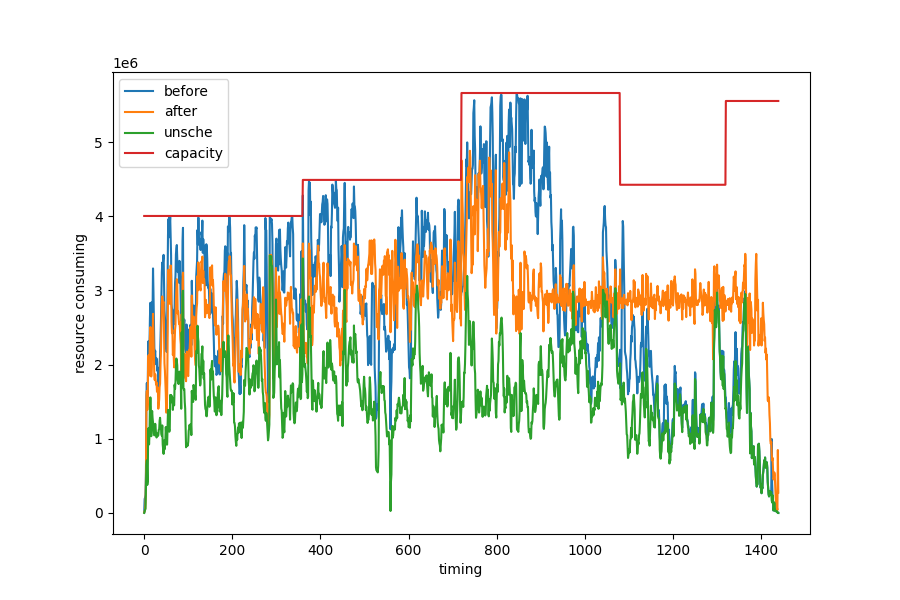 1e6
before
after
unsche
capacity
5
4
3
2
1
0
resource consuming
0 200 400 600 800 1000 1200 1400
timing